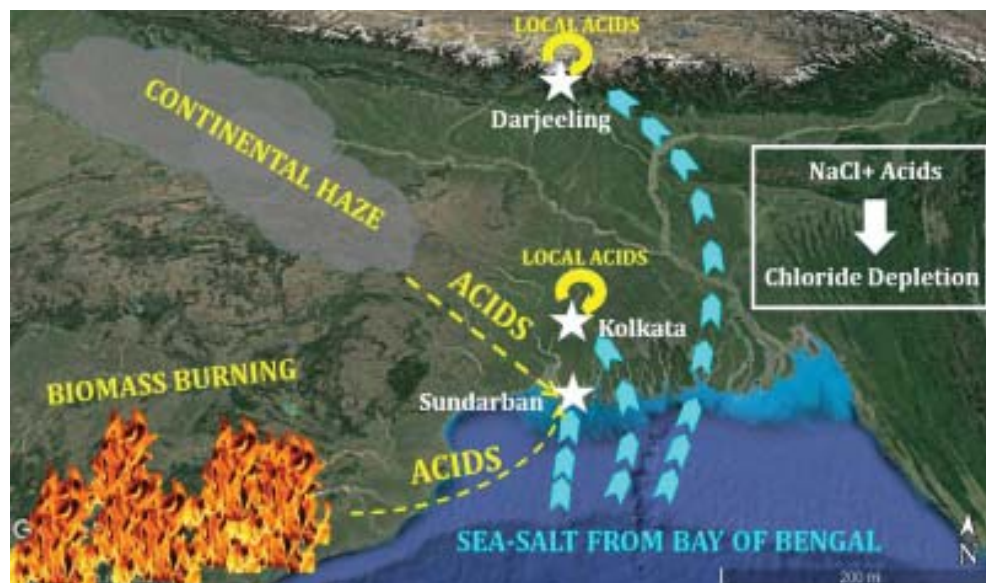 LOCAL ACIDS
Darjeeling
CONTINENTAL HAZE
NaCl+ Acids
Chloride Depletion
LOCAL ACIDS
ACIDS
Kolkata
BIOMASS BURNING
Sundarban
ACIDS
SEA-SALT FROM BAY OF BENGAL
G
N
200 mi